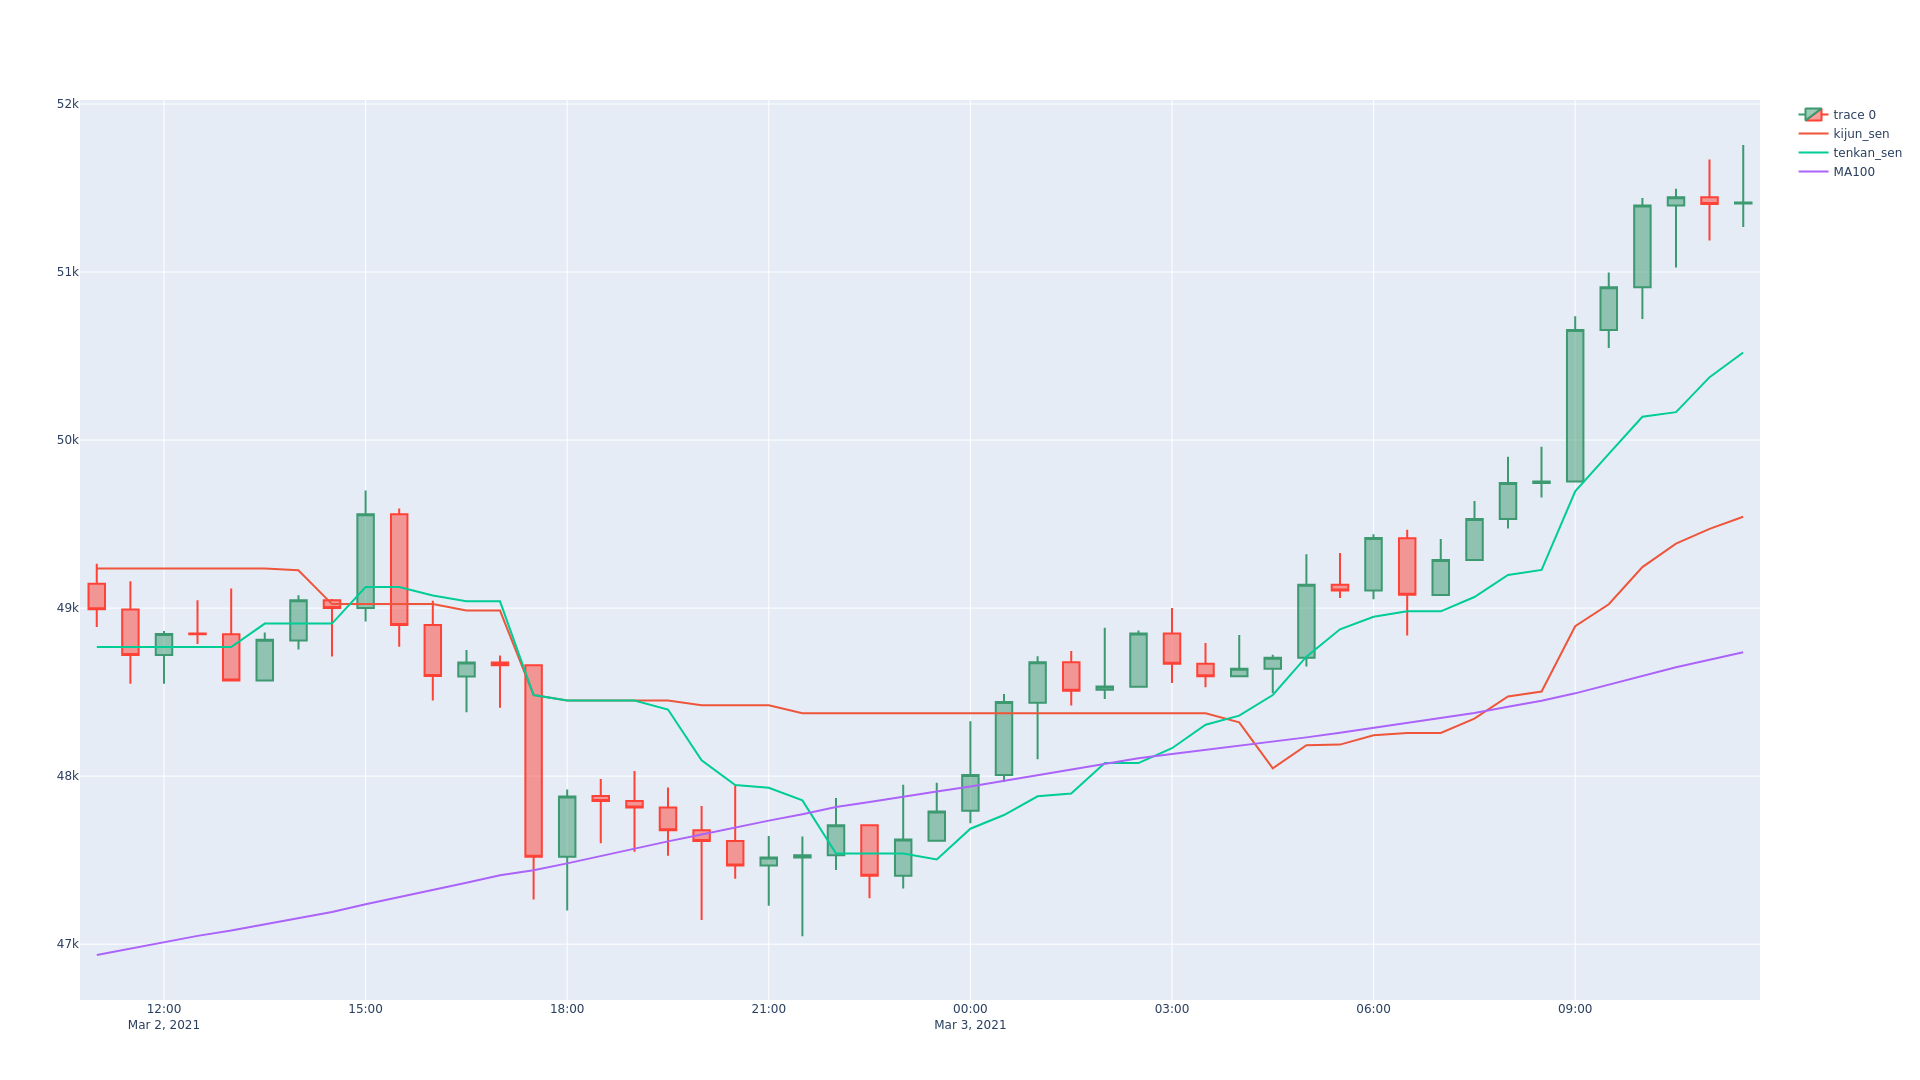 52k
51k
50k
49k
48k
47k
12:00
Mar 2, 2021
15:00
18:00
21:00
00:00
Mar 3, 2021
03:00
06:00
09:00
trace 0
kijun_sen
tenkan_sen
MA100